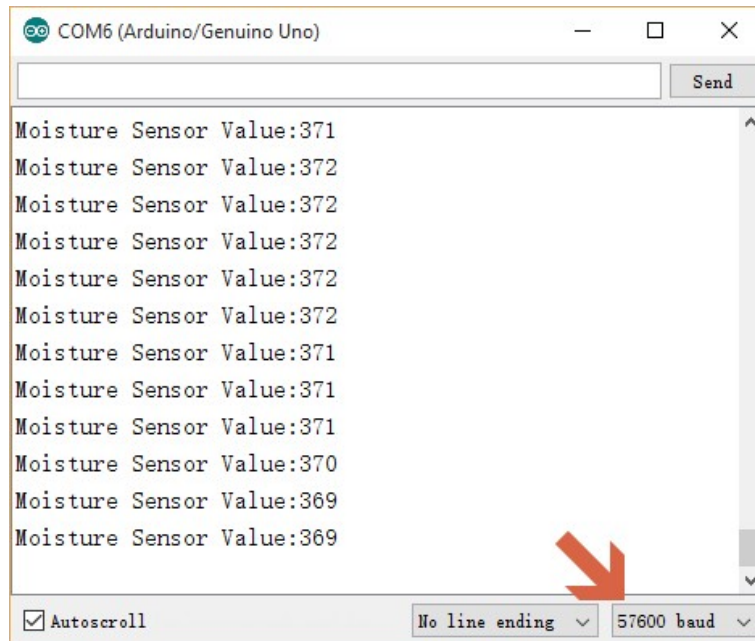 COM6 (Arduino/Genuino Uno)
Send
Moisture Sensor Value:371
Moisture Sensor Value:372
Moisture Sensor Value:372
Moisture Sensor Value:372
Moisture Sensor Value:372
Moisture Sensor Value:372
Moisture Sensor Value:371
Moisture Sensor Value:371
Moisture Sensor Value:371
Moisture Sensor Value:370
Moisture Sensor Value:369
Moisture Sensor Value:369
Autoscroll No line ending 57600 baud